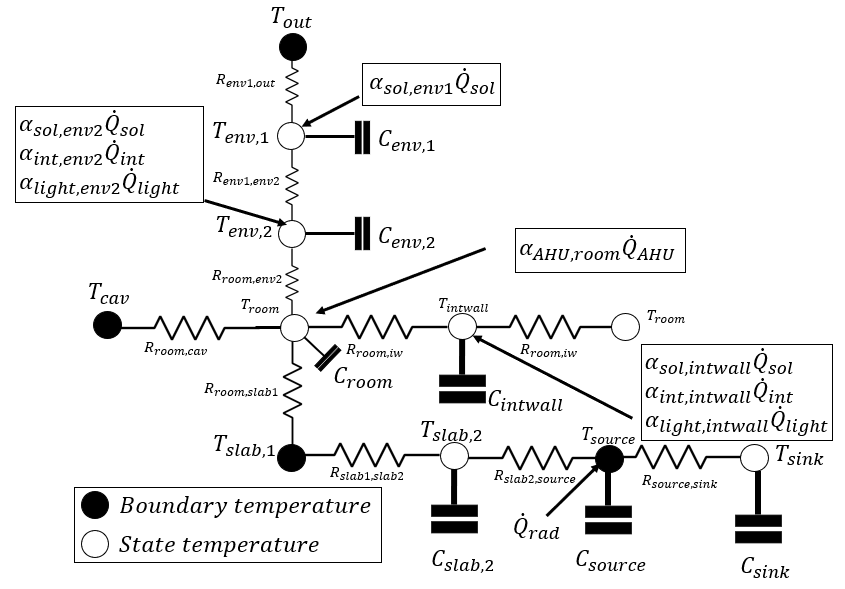 T_out
R_env1,out
α_sol,env1 Q̇_sol
T_env,1
C_env,1
α_sol,env2 Q̇_sol
α_int,env2 Q̇_int
α_light,env2 Q̇_light
R_env1,env2
T_env,2
C_env,2
R_room,env2
α_AHU,room Q̇_AHU
T_cav
T_room
T_intwall
T_room
R_room,cav
R_room,iw
R_room,iw
C_room
C_intwall
α_sol,intwall Q̇_sol
α_int,intwall Q̇_int
α_light,intwall Q̇_light
R_room,slab1
T_slab,1
T_slab,2
T_source
T_sink
R_slab1,slab2
R_slab2,source
R_source,sink
Q̇_rad
C_slab,2
C_source
C_sink
Boundary temperature
State temperature